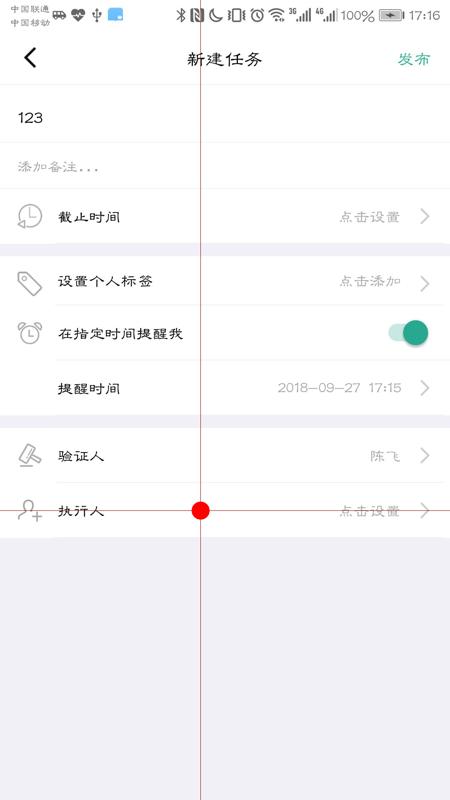 中国联通
中国移动
3G 4G 100% 17:16
新建任务 发布
123
添加备注...
截止时间 点击设置
设置个人标签 点击添加
在指定时间提醒我
提醒时间 2018-09-27 17:15
验证人 陈飞
执行人 点击设置